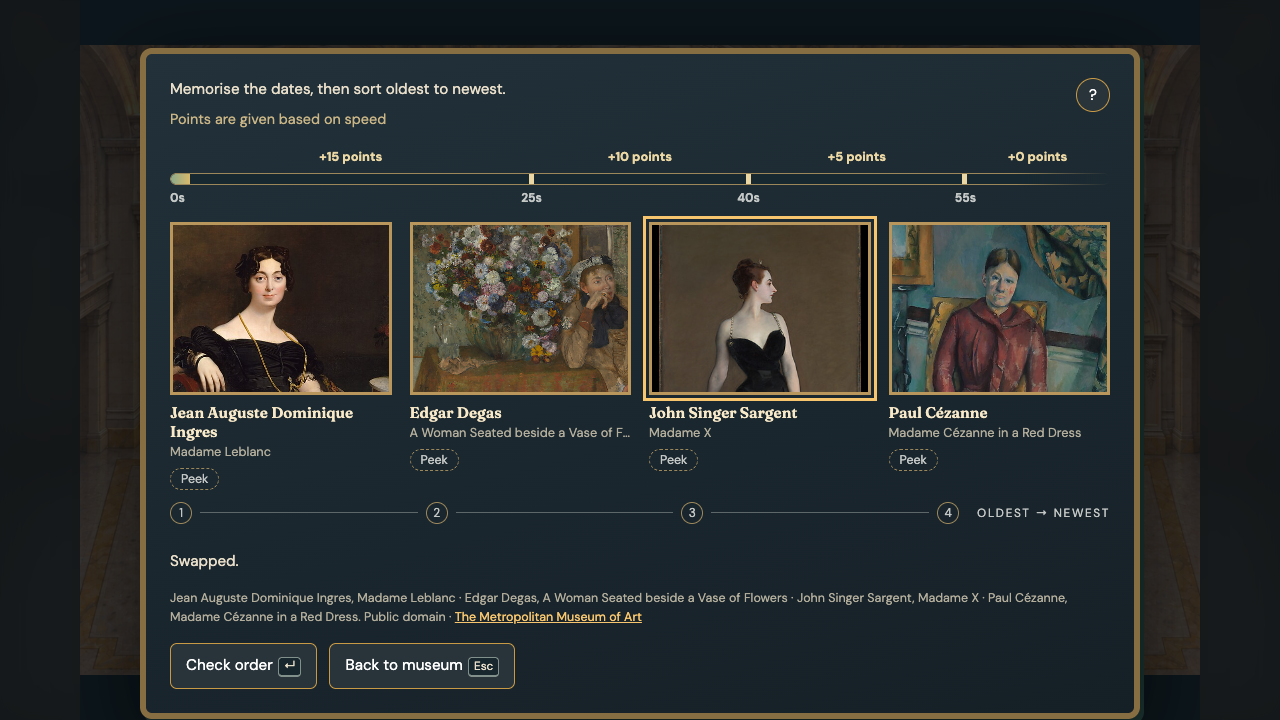 Memorise the dates, then sort oldest to newest.
?
Points are given based on speed
+15 points
+10 points
+5 points
+0 points
0s
25s
40s
55s
Jean Auguste Dominique
Ingres
Madame Leblanc
Peek
Edgar Degas
A Woman Seated beside a Vase of F...
Peek
John Singer Sargent
Madame X
Peek
Paul Cézanne
Madame Cézanne in a Red Dress
Peek
1
2
3
4
OLDEST → NEWEST
Swapped.
Jean Auguste Dominique Ingres, Madame Leblanc · Edgar Degas, A Woman Seated beside a Vase of Flowers · John Singer Sargent, Madame X · Paul Cézanne,
Madame Cézanne in a Red Dress. Public domain · The Metropolitan Museum of Art
Check order ↵
Back to museum Esc